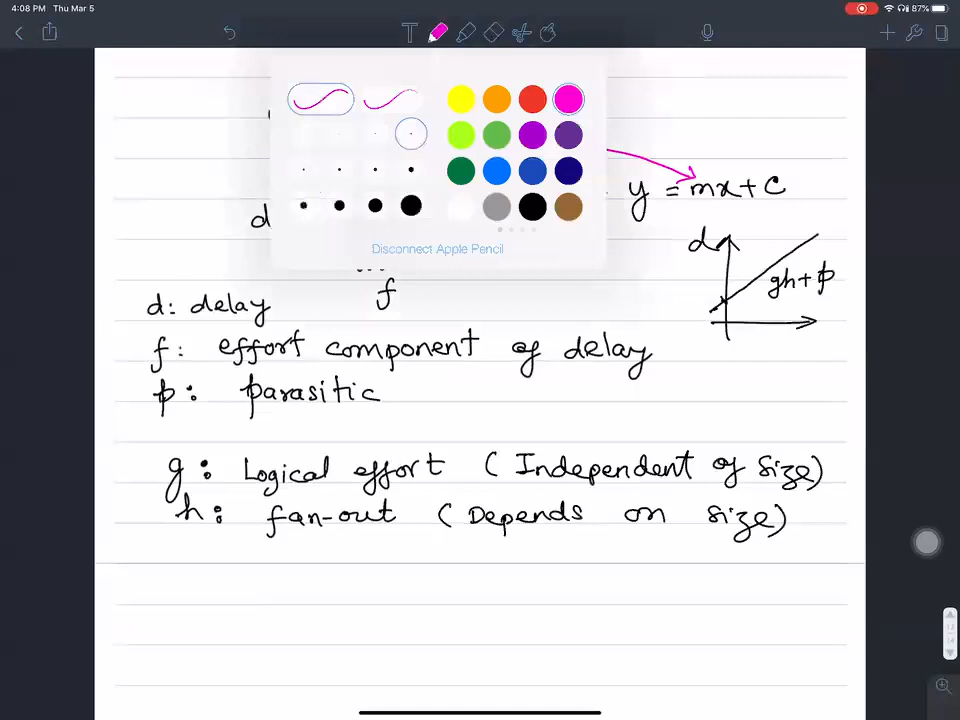 4:08 PM Thu Mar 5
87%
T
y = mx + c
d
Disconnect Apple Pencil
d
gh + p
f
d: delay
f: effort component of delay
p: parasitic
g: Logical effort (Independent of size)
h: fan-out (Depends on size)